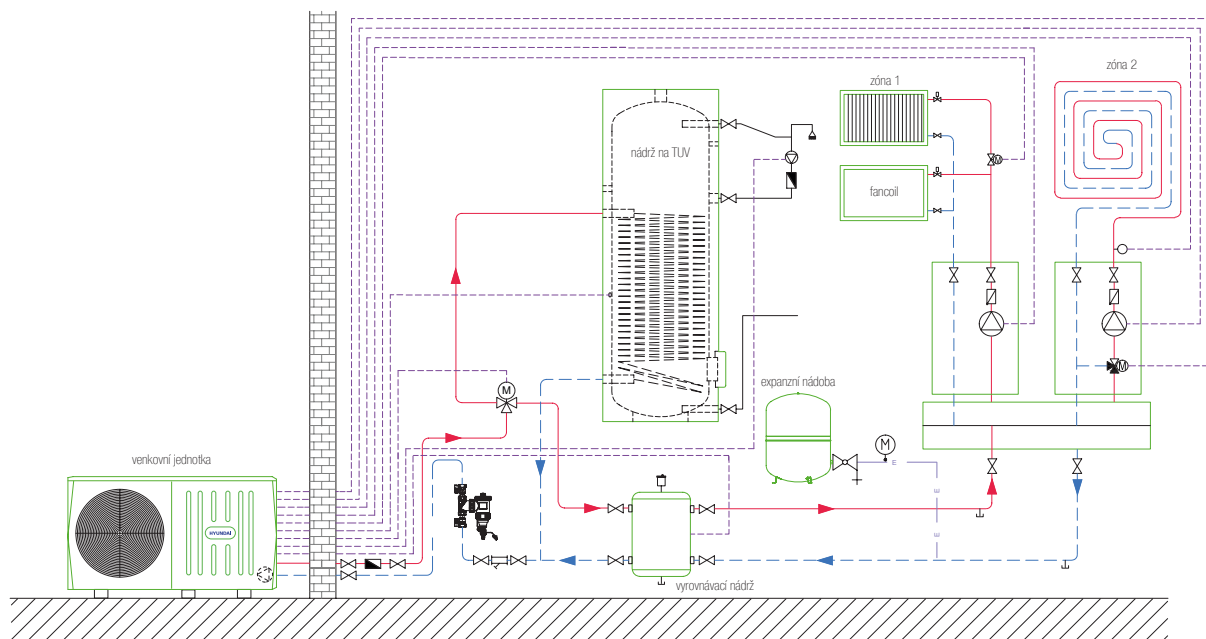 zóna 1
zóna 2
nádrž na TUV
M
fancoil
M
expanzní nádoba
M
M
venkovní jednotka
E
E
E
HYUNDAI
vyrovnávací nádrž